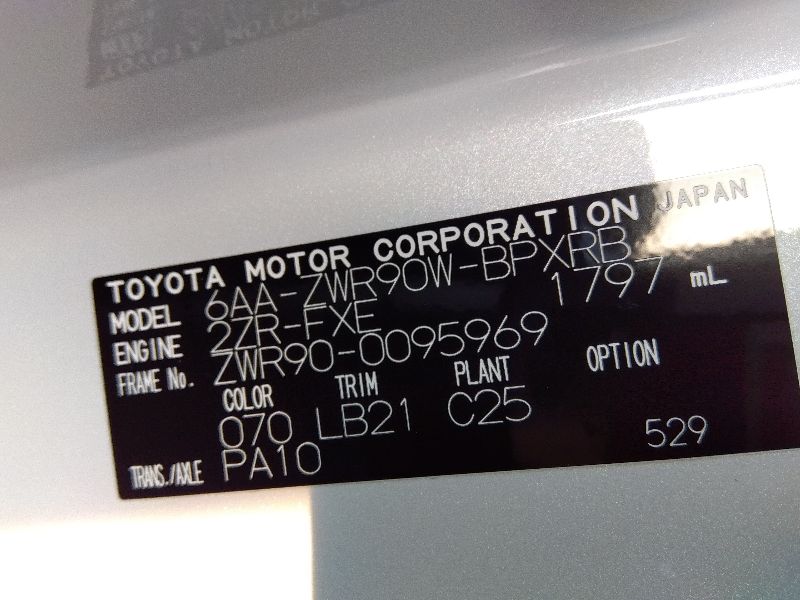 TOYOTA MOTOR CORPORATION JAPAN
MODEL 6AA-ZWR90W-BPXRB
ENGINE 2ZR-FXE 1797 mL
FRAME No. ZWR90-0095969
COLOR TRIM PLANT OPTION
070 LB21 C25
TRANS./AXLE PA10 529